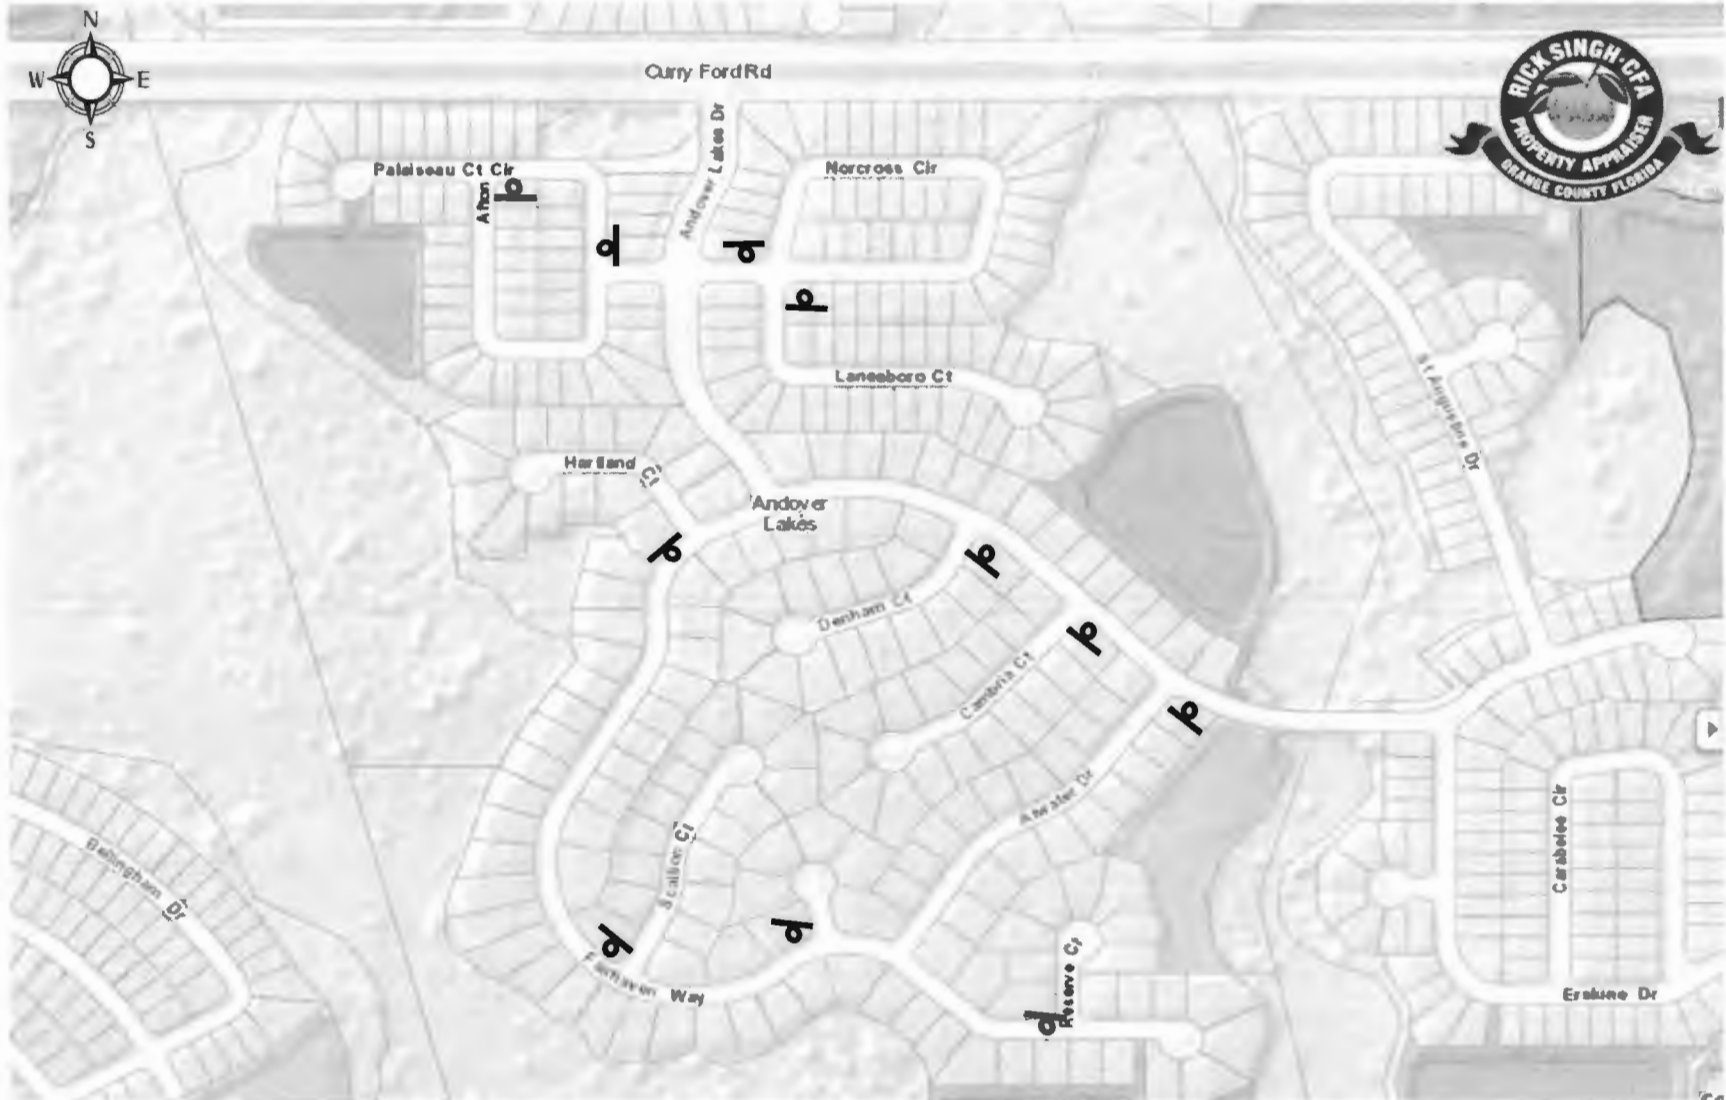 N
W E
S
Curry Ford Rd
RICK SINGH, CFA
PROPERTY APPRAISER
ORANGE COUNTY FLORIDA
Andover Lakes Dr
Palaiseau Ct Cir
Norcross Cir
Afton
Lanesboro Ct
St Augustine Dr
Hartland Ct
Andover
Lakes
Denham Ct
Cambria Ct
Atwater Dr
Scallion Ct
Carabelee Cir
Bellingham Dr
Fairhaven Way
Reserve Ct
Erskine Dr